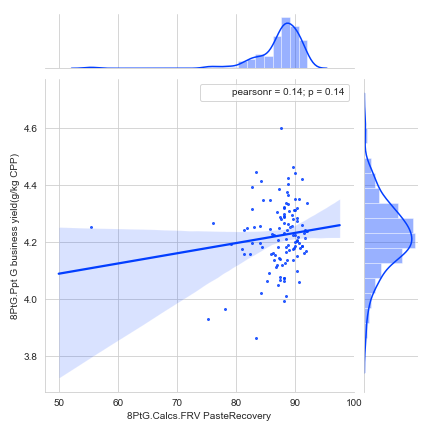 pearsonr = 0.14; p = 0.14
8PtG.Ppt G business yield(g/kg CPP)
4.6
4.4
4.2
4.0
3.8
50 60 70 80 90 100
8PtG.Calcs.FRV PasteRecovery